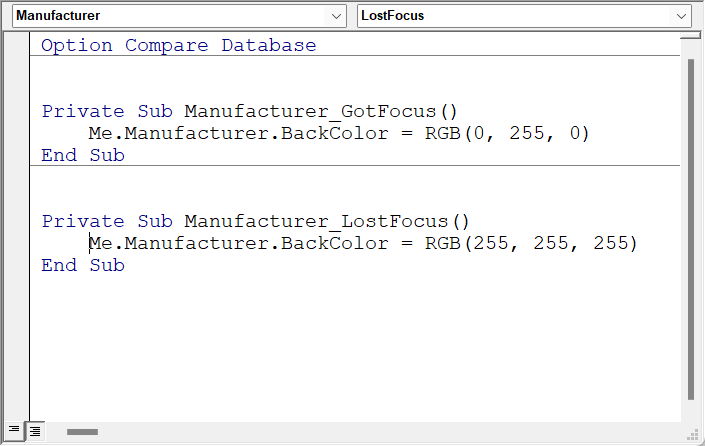 Manufacturer
LostFocus
Option Compare Database
Private Sub Manufacturer_GotFocus()
Me.Manufacturer.BackColor = RGB(0, 255, 0)
End Sub
Private Sub Manufacturer_LostFocus()
Me.Manufacturer.BackColor = RGB(255, 255, 255)
End Sub